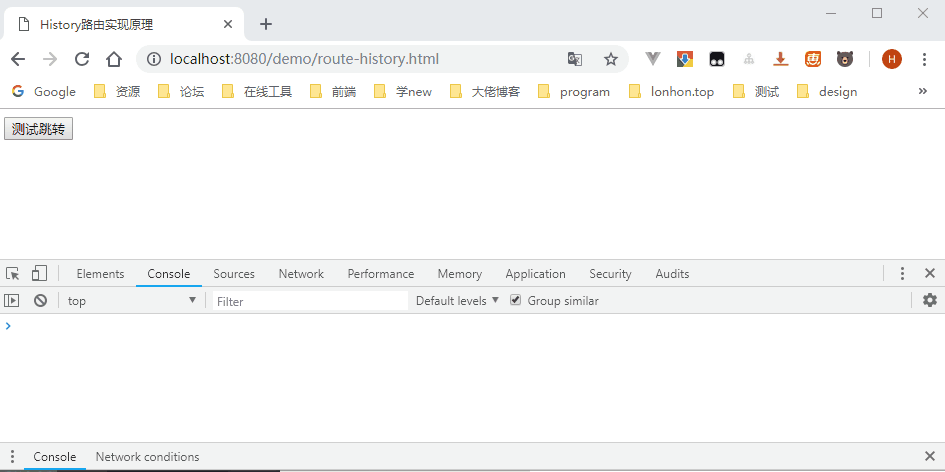 History路由实现原理
localhost:8080/demo/route-history.html
H
Google 资源 论坛 在线工具 前端 学new 大佬博客 program lonhon.top 测试 design »
测试跳转
Elements Console Sources Network Performance Memory Application Security Audits
top Filter Default levels Group similar
Console Network conditions